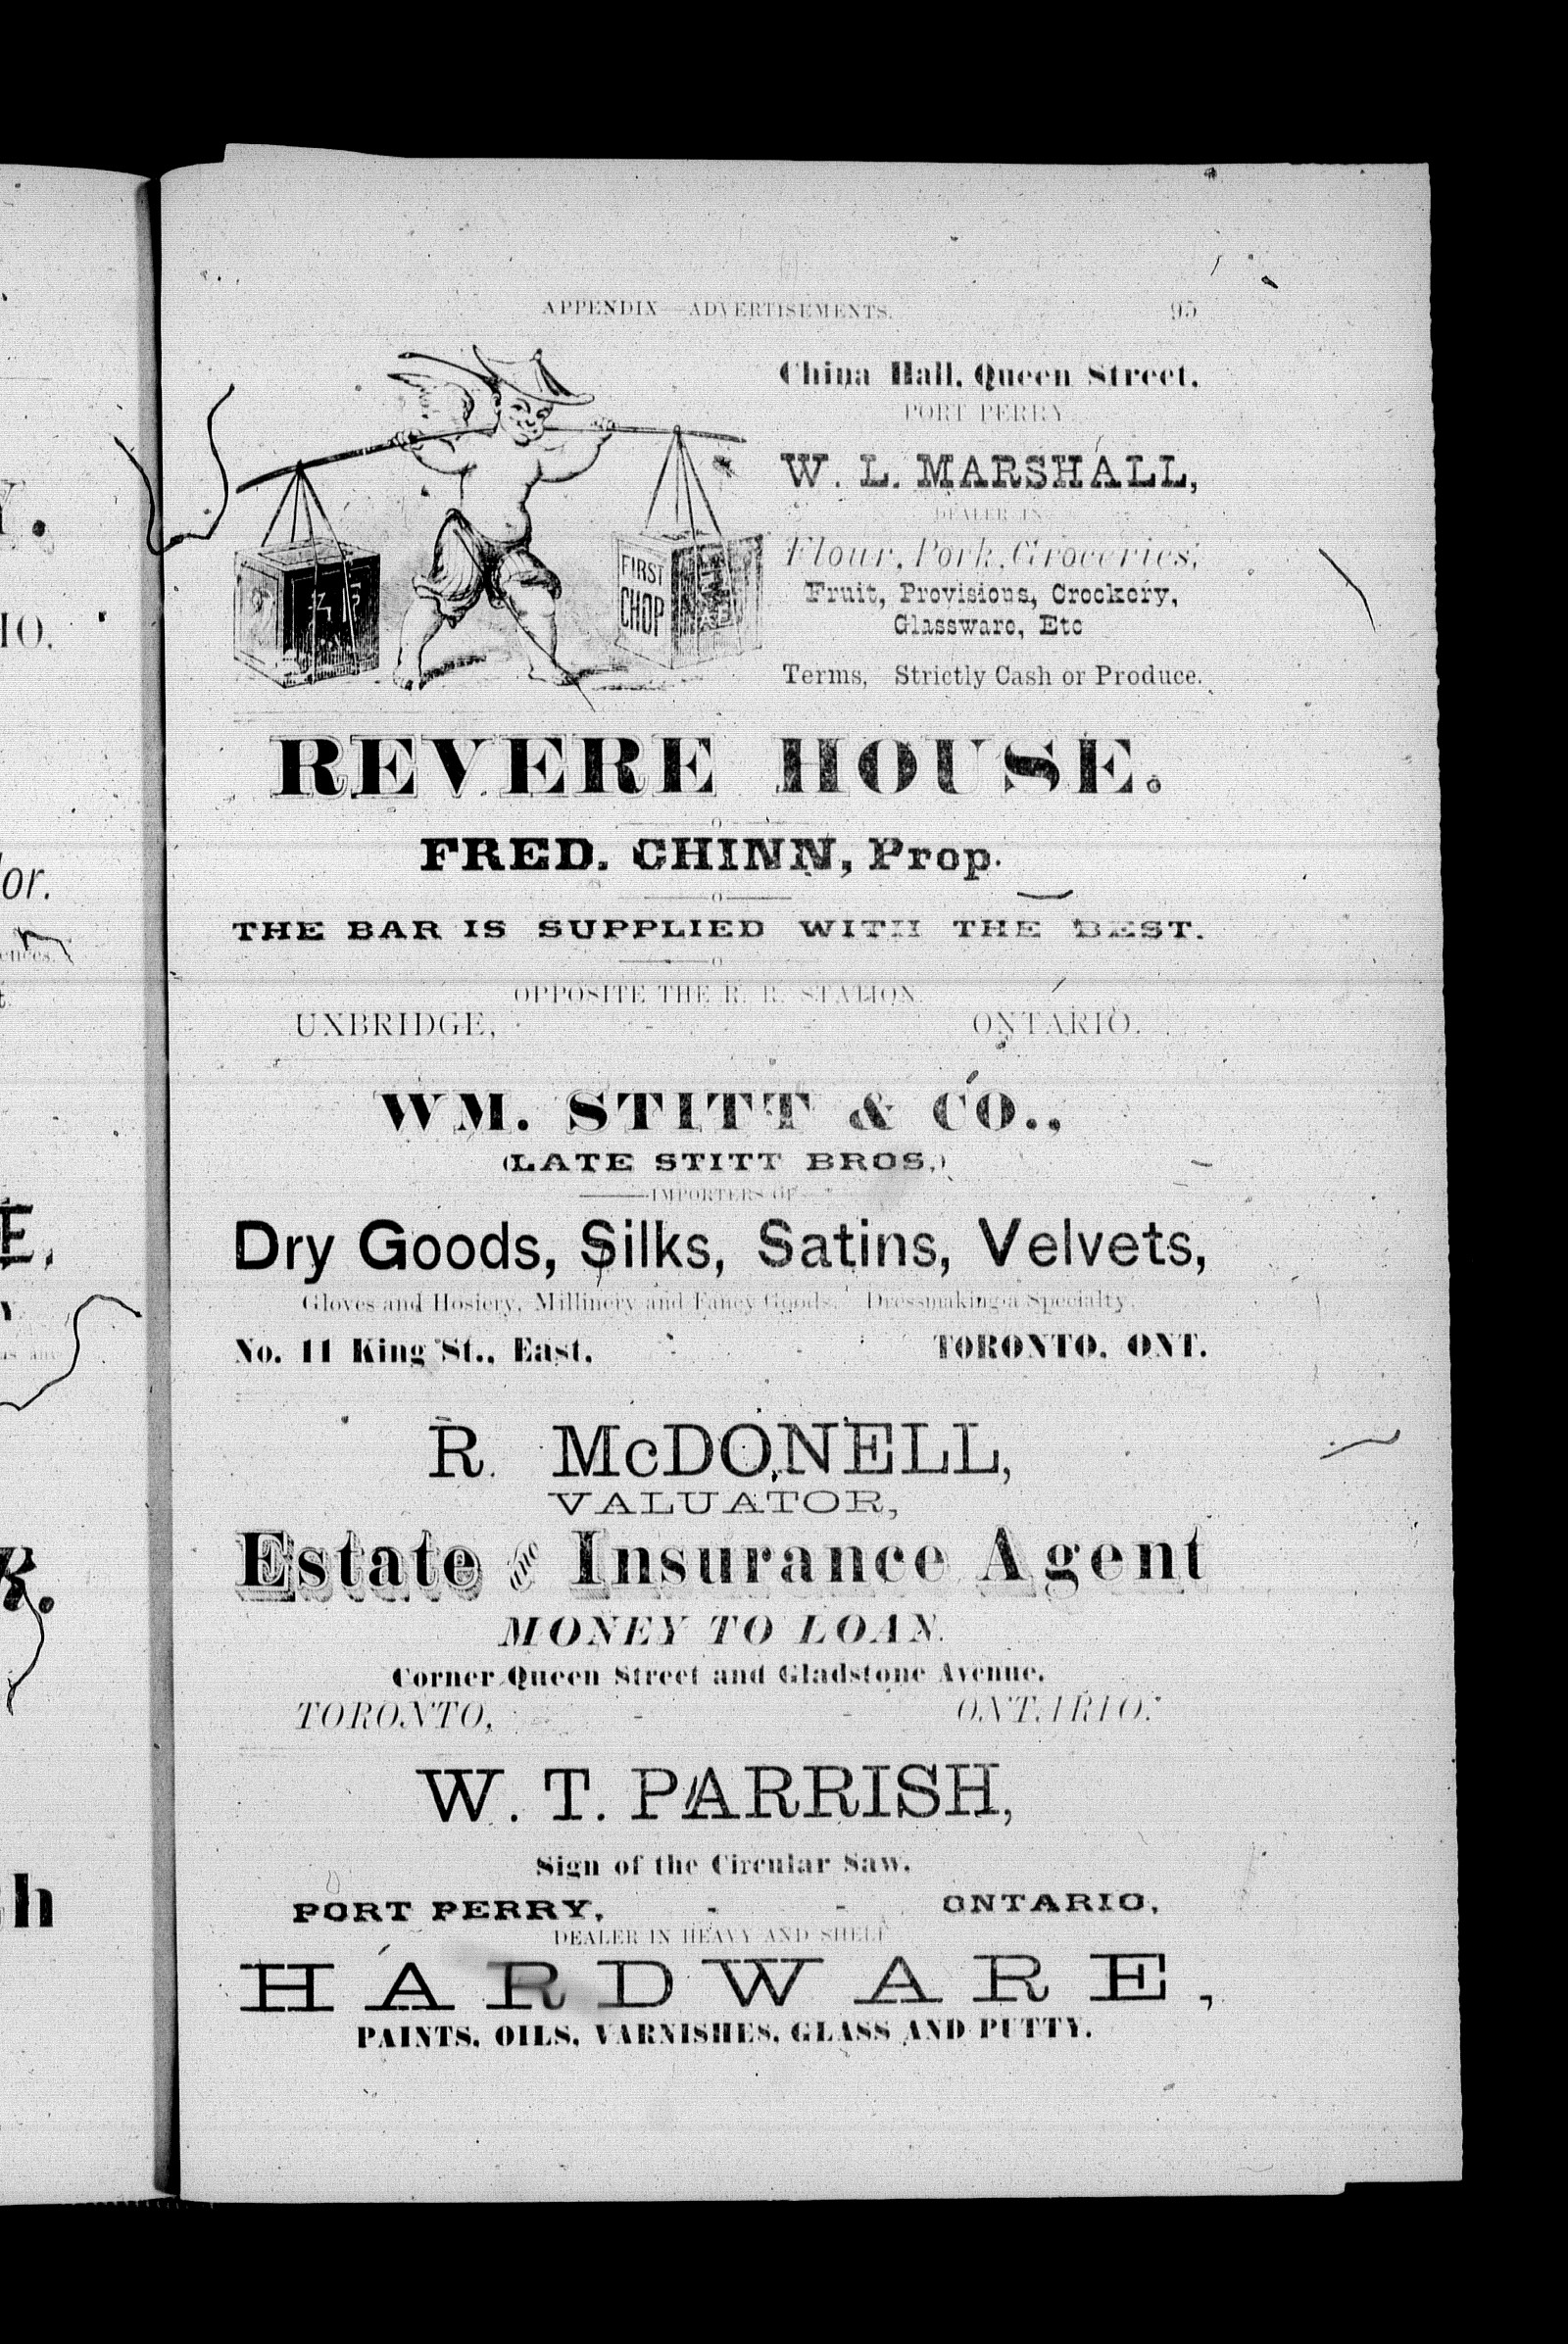 APPENDIX—ADVERTISEMENTS. 95
FIRST
CHOP
China Hall, Queen Street,
PORT PERRY
W. L. MARSHALL,
DEALER IN
Flour, Pork, Groceries,
Fruit, Provisions, Crockery,
Glassware, Etc
Terms, Strictly Cash or Produce.
REVERE HOUSE.
FRED. CHINN, Prop.
THE BAR IS SUPPLIED WITH THE BEST.
OPPOSITE THE R. R. STATION.
UXBRIDGE, - - ONTARIO.
WM. STITT & CO.,
(LATE STITT BROS,)
IMPORTERS OF
Dry Goods, Silks, Satins, Velvets,
Gloves and Hosiery, Millinery and Fancy Goods. Dressmaking a Specialty.
No. 11 King St., East, - - TORONTO, ONT.
R. McDONELL,
VALUATOR,
Estate and Insurance Agent
MONEY TO LOAN.
Corner Queen Street and Gladstone Avenue,
TORONTO, - - ONTARIO.
W. T. PARRISH,
Sign of the Circular Saw.
PORT PERRY, - - ONTARIO,
DEALER IN HEAVY AND SHELF
HARDWARE,
PAINTS, OILS, VARNISHES, GLASS AND PUTTY.